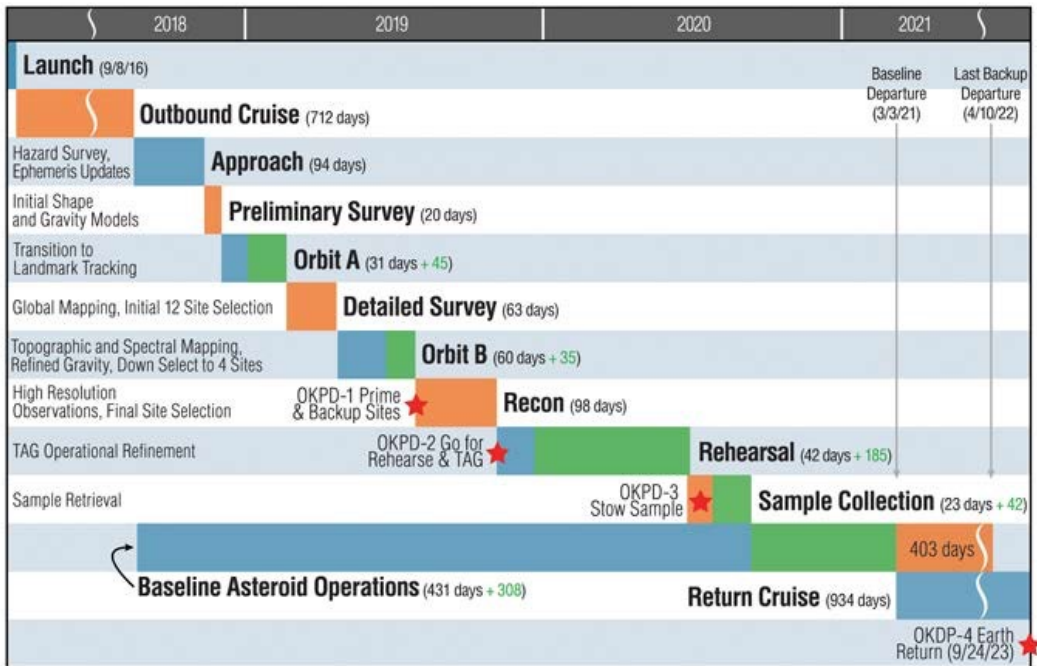 2018 2019 2020 2021
Launch (9/8/16)
Baseline
Departure
(3/3/21)
Last Backup
Departure
(4/10/22)
Outbound Cruise (712 days)
Hazard Survey,
Ephemeris Updates
Approach (94 days)
Initial Shape
and Gravity Models
Preliminary Survey (20 days)
Transition to
Landmark Tracking
Orbit A (31 days + 45)
Global Mapping, Initial 12 Site Selection
Detailed Survey (63 days)
Topographic and Spectral Mapping,
Refined Gravity, Down Select to 4 Sites
Orbit B (60 days + 35)
High Resolution
Observations, Final Site Selection
OKPD-1 Prime
& Backup Sites
Recon (98 days)
TAG Operational Refinement
OKPD-2 Go for
Rehearse & TAG
Rehearsal (42 days + 185)
Sample Retrieval
OKPD-3
Stow Sample
Sample Collection (23 days + 42)
403 days
Baseline Asteroid Operations (431 days + 308)
Return Cruise (934 days)
OKDP-4 Earth
Return (9/24/23)